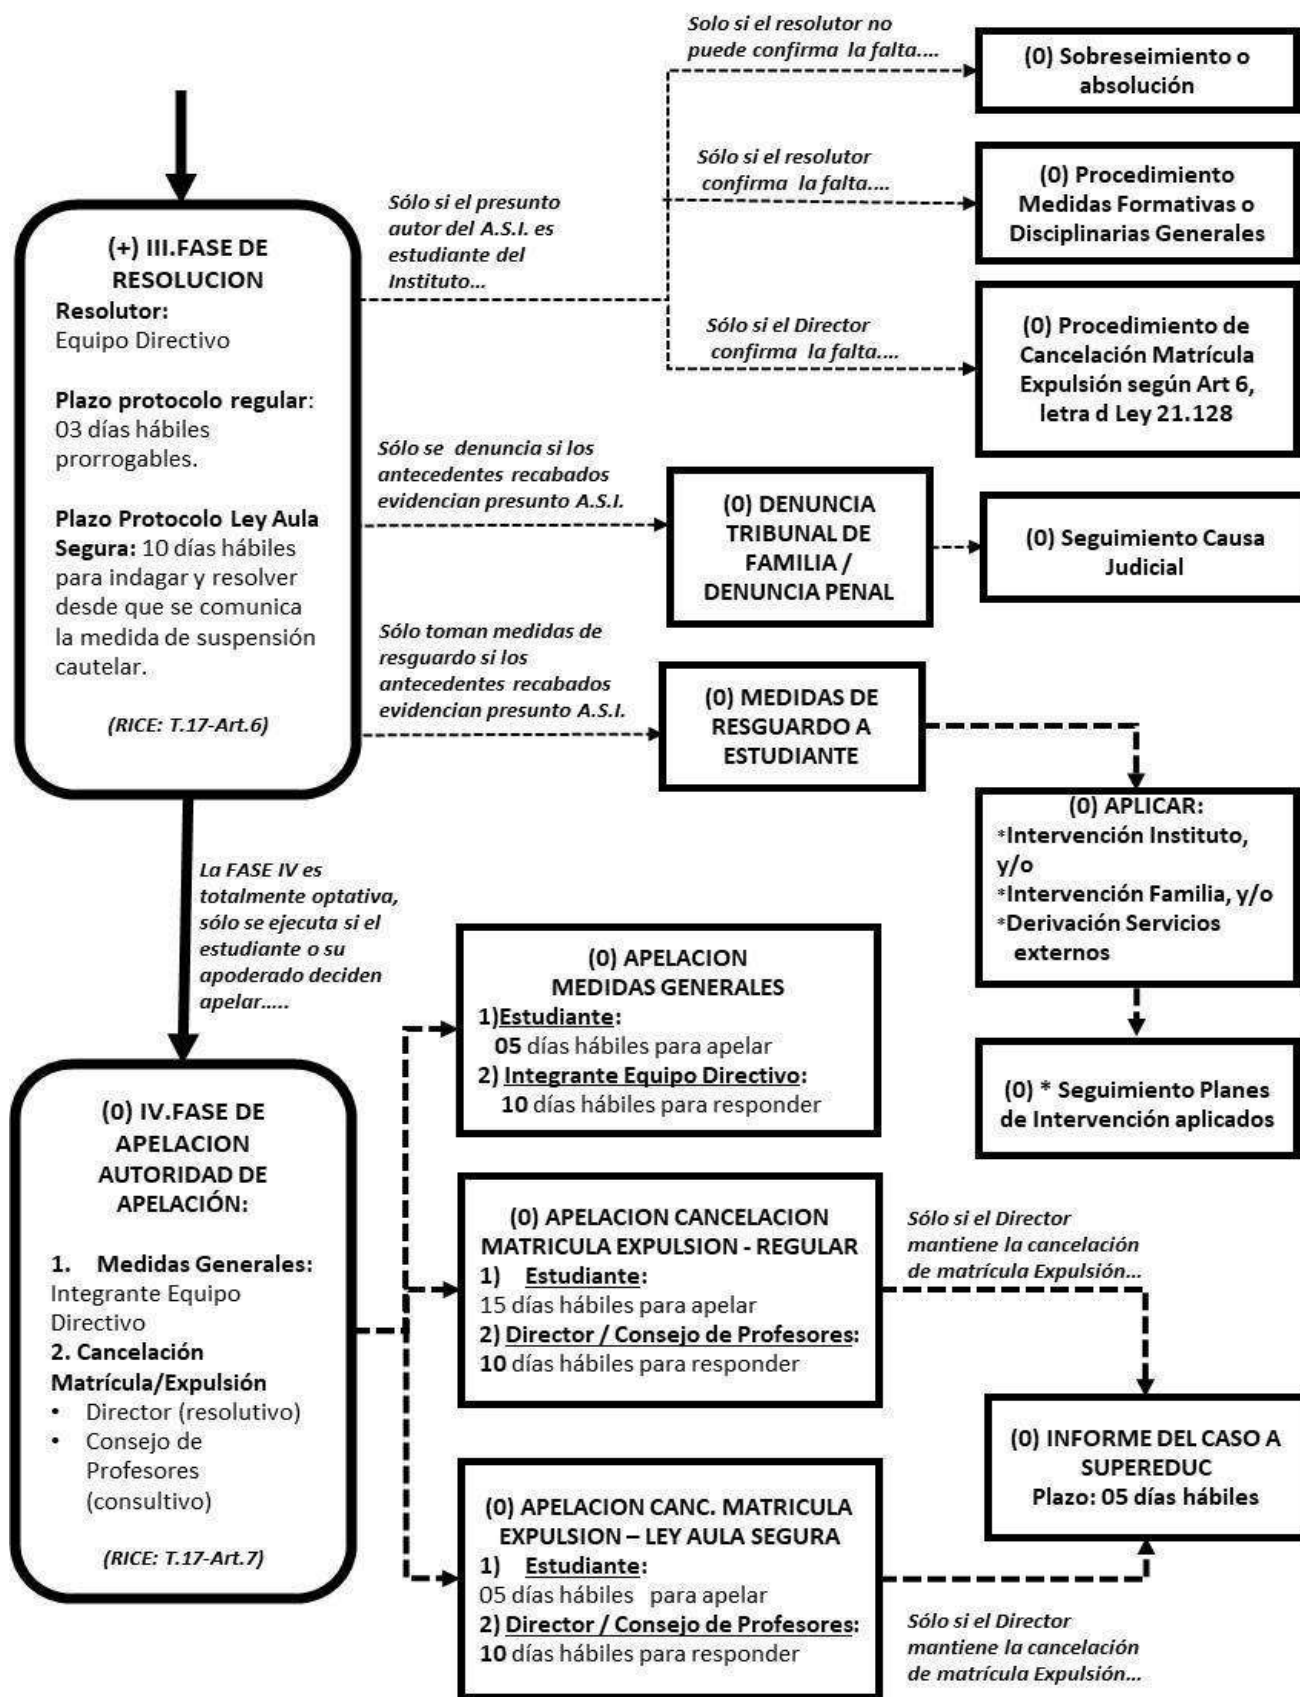 Solo si el resolutor no
puede confirma la falta....
(0) Sobreseimiento o
absolución
Sólo si el resolutor
confirma la falta....
(0) Procedimiento
Medidas Formativas o
Disciplinarias Generales
Sólo si el presunto
autor del A.S.I. es
estudiante del
Instituto...
Sólo si el Director
confirma la falta....
(0) Procedimiento de
Cancelación Matrícula
Expulsión según Art 6,
letra d Ley 21.128
(+) III.FASE DE
RESOLUCION
Resolutor:
Equipo Directivo
Plazo protocolo regular:
03 días hábiles
prorrogables.
Plazo Protocolo Ley Aula
Segura: 10 días hábiles
para indagar y resolver
desde que se comunica
la medida de suspensión
cautelar.
(RICE: T.17-Art.6)
Sólo se denuncia si los
antecedentes recabados
evidencian presunto A.S.I.
(0) DENUNCIA
TRIBUNAL DE
FAMILIA /
DENUNCIA PENAL
(0) Seguimiento Causa
Judicial
Sólo toman medidas de
resguardo si los
antecedentes recabados
evidencian presunto A.S.I.
(0) MEDIDAS DE
RESGUARDO A
ESTUDIANTE
(0) APLICAR:
*Intervención Instituto,
y/o
*Intervención Familia, y/o
*Derivación Servicios
externos
(0) * Seguimiento Planes
de Intervención aplicados
La FASE IV es
totalmente optativa,
sólo se ejecuta si el
estudiante o su
apoderado deciden
apelar.....
(0) IV.FASE DE
APELACION
AUTORIDAD DE
APELACIÓN:
1. Medidas Generales:
Integrante Equipo
Directivo
2. Cancelación
Matrícula/Expulsión
• Director (resolutivo)
• Consejo de
Profesores
(consultivo)
(RICE: T.17-Art.7)
(0) APELACION
MEDIDAS GENERALES
1)Estudiante:
05 días hábiles para apelar
2) Integrante Equipo Directivo:
10 días hábiles para responder
(0) APELACION CANCELACION
MATRICULA EXPULSION - REGULAR
1) Estudiante:
15 días hábiles para apelar
2) Director / Consejo de Profesores:
10 días hábiles para responder
Sólo si el Director
mantiene la cancelación
de matrícula Expulsión...
(0) INFORME DEL CASO A
SUPEREDUC
Plazo: 05 días hábiles
(0) APELACION CANC. MATRICULA
EXPULSION – LEY AULA SEGURA
1) Estudiante:
05 días hábiles para apelar
2) Director / Consejo de Profesores:
10 días hábiles para responder
Sólo si el Director
mantiene la cancelación
de matrícula Expulsión...